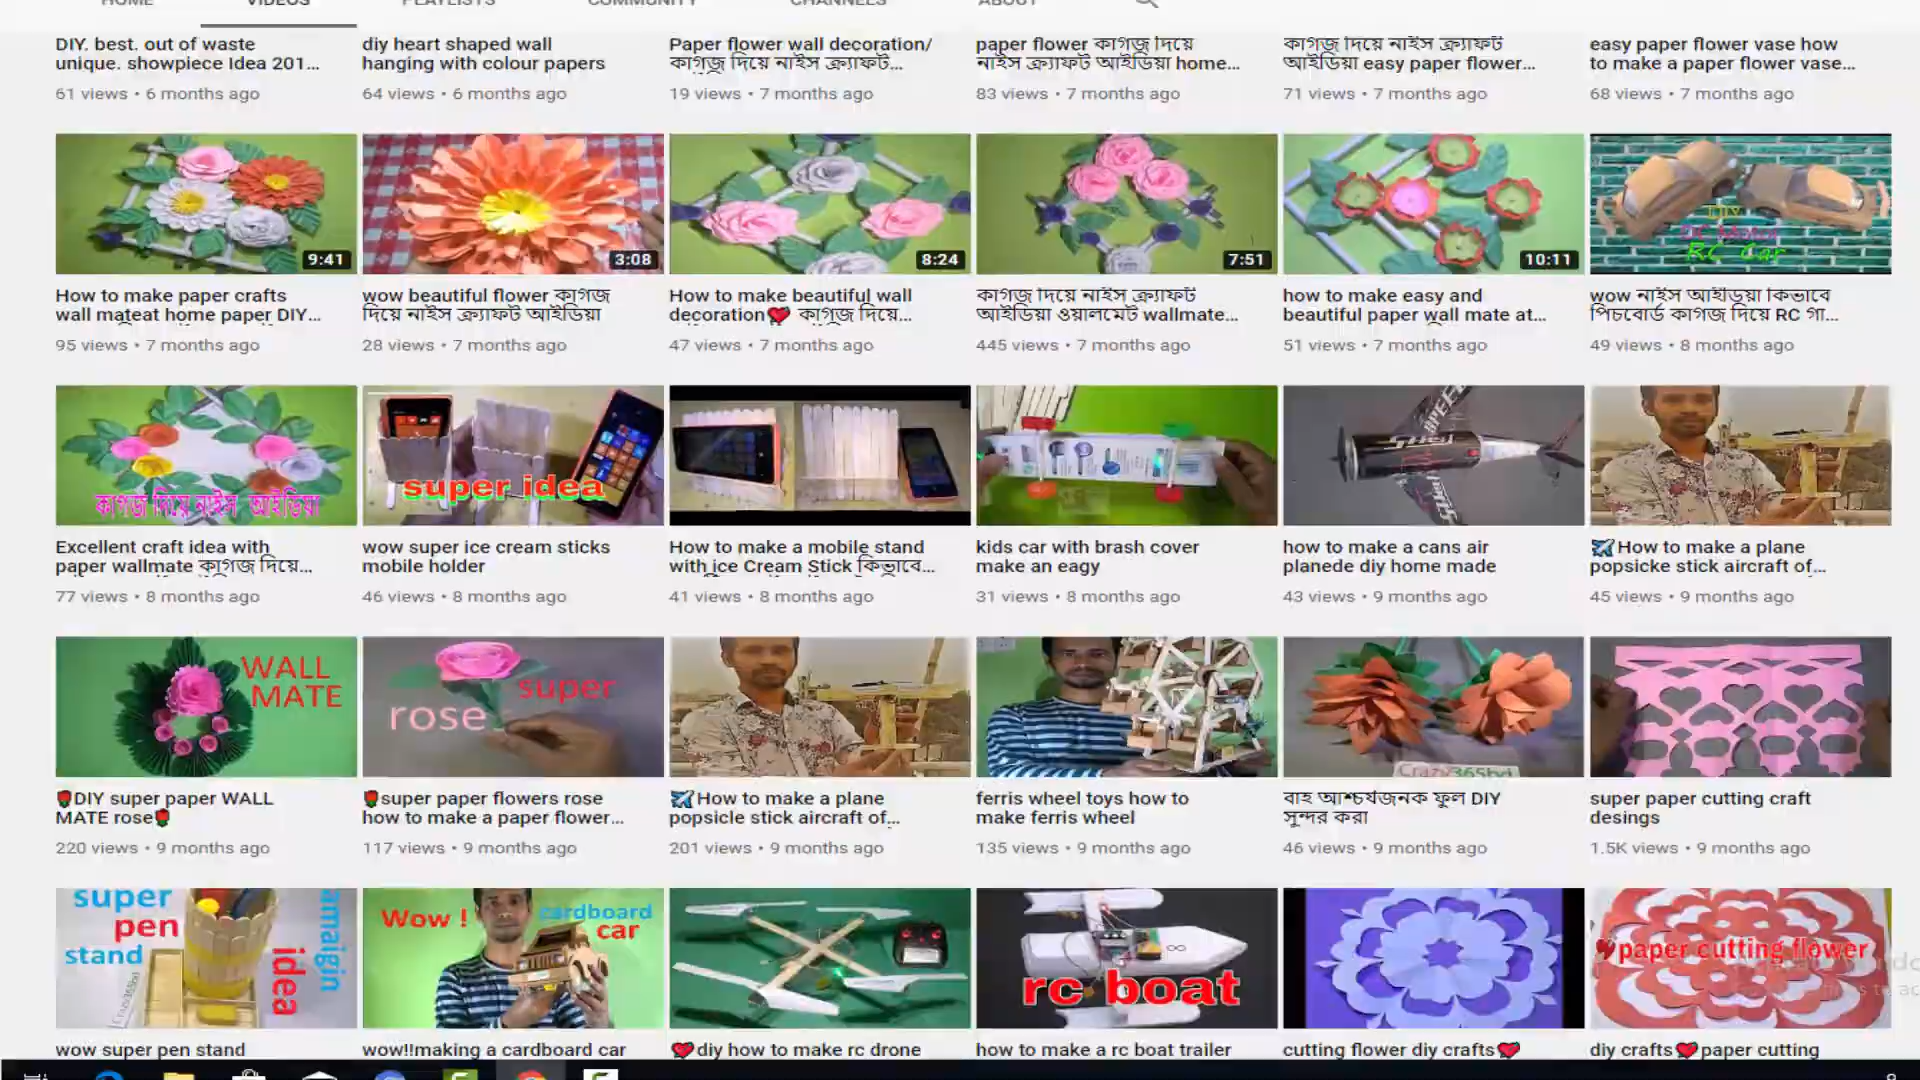 HOME VIDEOS PLAYLISTS COMMUNITY CHANNELS ABOUT
DIY. best. out of waste
unique. showpiece Idea 201...
61 views • 6 months ago
diy heart shaped wall
hanging with colour papers
64 views • 6 months ago
Paper flower wall decoration/
কাগজ দিয়ে নাইস ক্র্যাফট...
19 views • 7 months ago
paper flower কাগজ দিয়ে
নাইস ক্র্যাফট আইডিয়া home...
83 views • 7 months ago
কাগজ দিয়ে নাইস ক্র্যাফট
আইডিয়া easy paper flower...
71 views • 7 months ago
easy paper flower vase how
to make a paper flower vase...
68 views • 7 months ago
9:41
How to make paper crafts
wall mateat home paper DIY...
95 views • 7 months ago
3:08
wow beautiful flower কাগজ
দিয়ে নাইস ক্র্যাফট আইডিয়া
28 views • 7 months ago
8:24
How to make beautiful wall
decoration❤️ কাগজ দিয়ে...
47 views • 7 months ago
7:51
কাগজ দিয়ে নাইস ক্র্যাফট
আইডিয়া ওয়ালমেট wallmate...
445 views • 7 months ago
10:11
how to make easy and
beautiful paper wall mate at...
51 views • 7 months ago
DIY
DC Motor
RC Car
wow নাইস আইডিয়া কিভাবে
পিচবোর্ড কাগজ দিয়ে RC গা...
49 views • 8 months ago
কাগজ দিয়ে নাইস আইডিয়া
Excellent craft idea with
paper wallmate কাগজ দিয়ে...
77 views • 8 months ago
super idea
wow super ice cream sticks
mobile holder
46 views • 8 months ago
How to make a mobile stand
with ice Cream Stick কিভাবে...
41 views • 8 months ago
kids car with brash cover
make an eagy
31 views • 8 months ago
how to make a cans air
planede diy home made
43 views • 9 months ago
✈️How to make a plane
popsicke stick aircraft of...
45 views • 9 months ago
WALL
MATE
🌹DIY super paper WALL
MATE rose🌹
220 views • 9 months ago
super
rose
🌹super paper flowers rose
how to make a paper flower...
117 views • 9 months ago
✈️How to make a plane
popsicle stick aircraft of...
201 views • 9 months ago
ferris wheel toys how to
make ferris wheel
135 views • 9 months ago
Crazy365bd
বাহ আশ্চর্যজনক ফুল DIY
সুন্দর করা
46 views • 9 months ago
super paper cutting craft
desings
1.5K views • 9 months ago
super
pen
stand
idea
amaigin
Crazy365bd
wow super pen stand
Wow !
cardboard
car
wow!!making a cardboard car
❤️diy how to make rc drone
rc boat
how to make a rc boat trailer
cutting flower diy crafts❤️
paper cutting flower
diy crafts❤️paper cutting